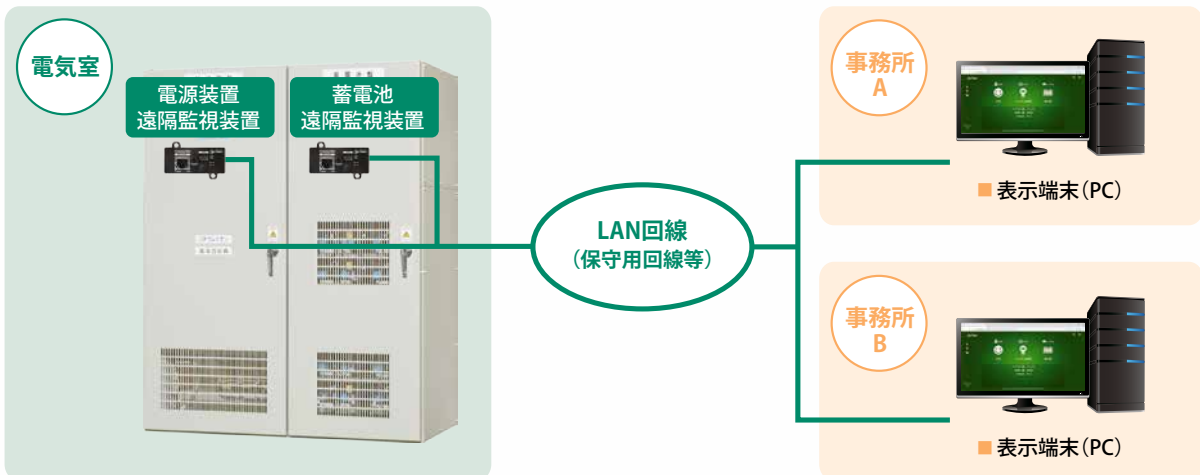 電気室
電源装置
遠隔監視装置
蓄電池
遠隔監視装置
LAN回線
(保守用回線等)
事務所
A
■ 表示端末(PC)
事務所
B
■ 表示端末(PC)